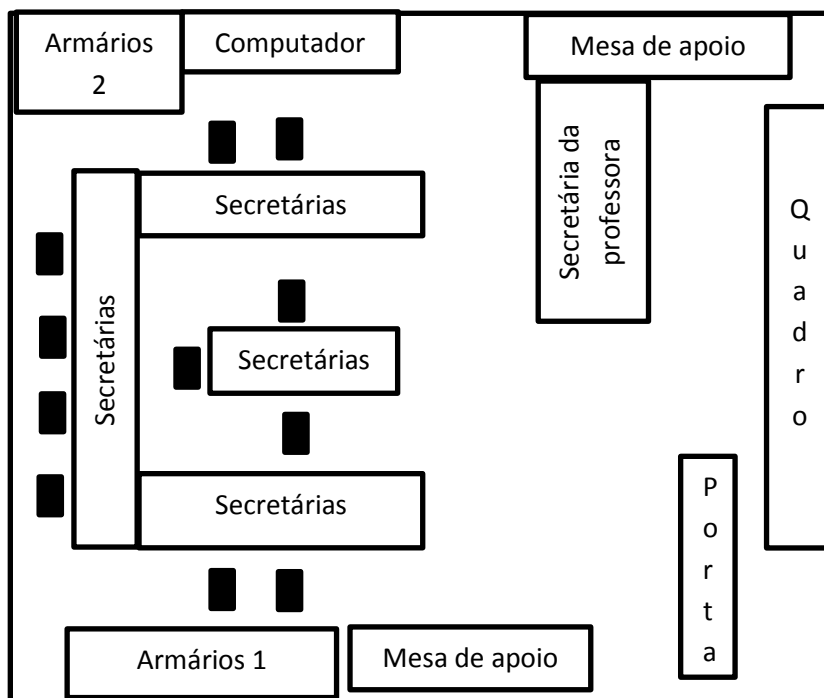 Armários
2
Computador
Mesa de apoio
Secretária da
professora
Q
u
a
d
r
o
Secretárias
Secretárias
Secretárias
Secretárias
P
o
r
t
a
Armários 1
Mesa de apoio